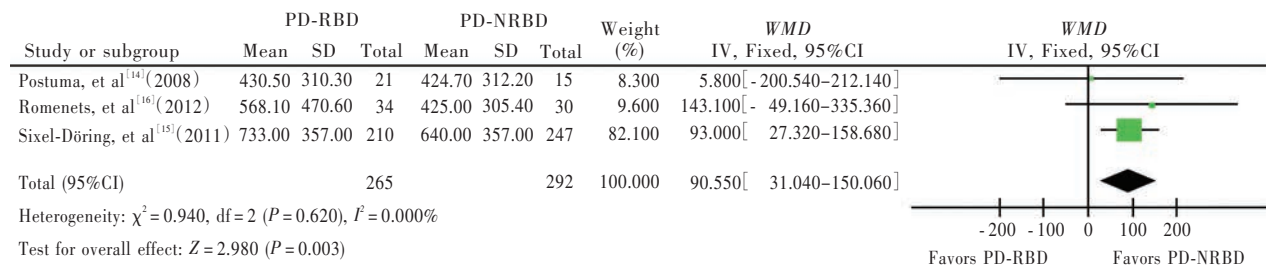 PD-RBD PD-NRBD Weight WMD WMD
Study or subgroup Mean SD Total Mean SD Total (%) IV, Fixed, 95%CI IV, Fixed, 95%CI
Postuma, et al[14](2008) 430.50 310.30 21 424.70 312.20 15 8.300 5.800[-200.540–212.140]
Romenets, et al[16](2012) 568.10 470.60 34 425.00 305.40 30 9.600 143.100[- 49.160–335.360]
Sixel-Döring, et al[15](2011) 733.00 357.00 210 640.00 357.00 247 82.100 93.000[ 27.320–158.680]
Total (95%CI) 265 292 100.000 90.550[ 31.040–150.060]
Heterogeneity: χ²=0.940, df=2 (P=0.620), I²=0.000%
Test for overall effect: Z=2.980 (P=0.003)
-200 -100 0 100 200
Favors PD-RBD Favors PD-NRBD